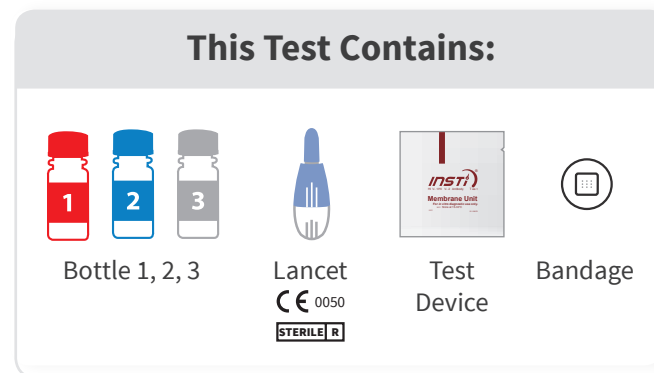 This Test Contains:
1 2 3
INSTi
Membrane Unit
Bottle 1, 2, 3
Lancet
CE 0050
STERILE R
Test
Device
Bandage